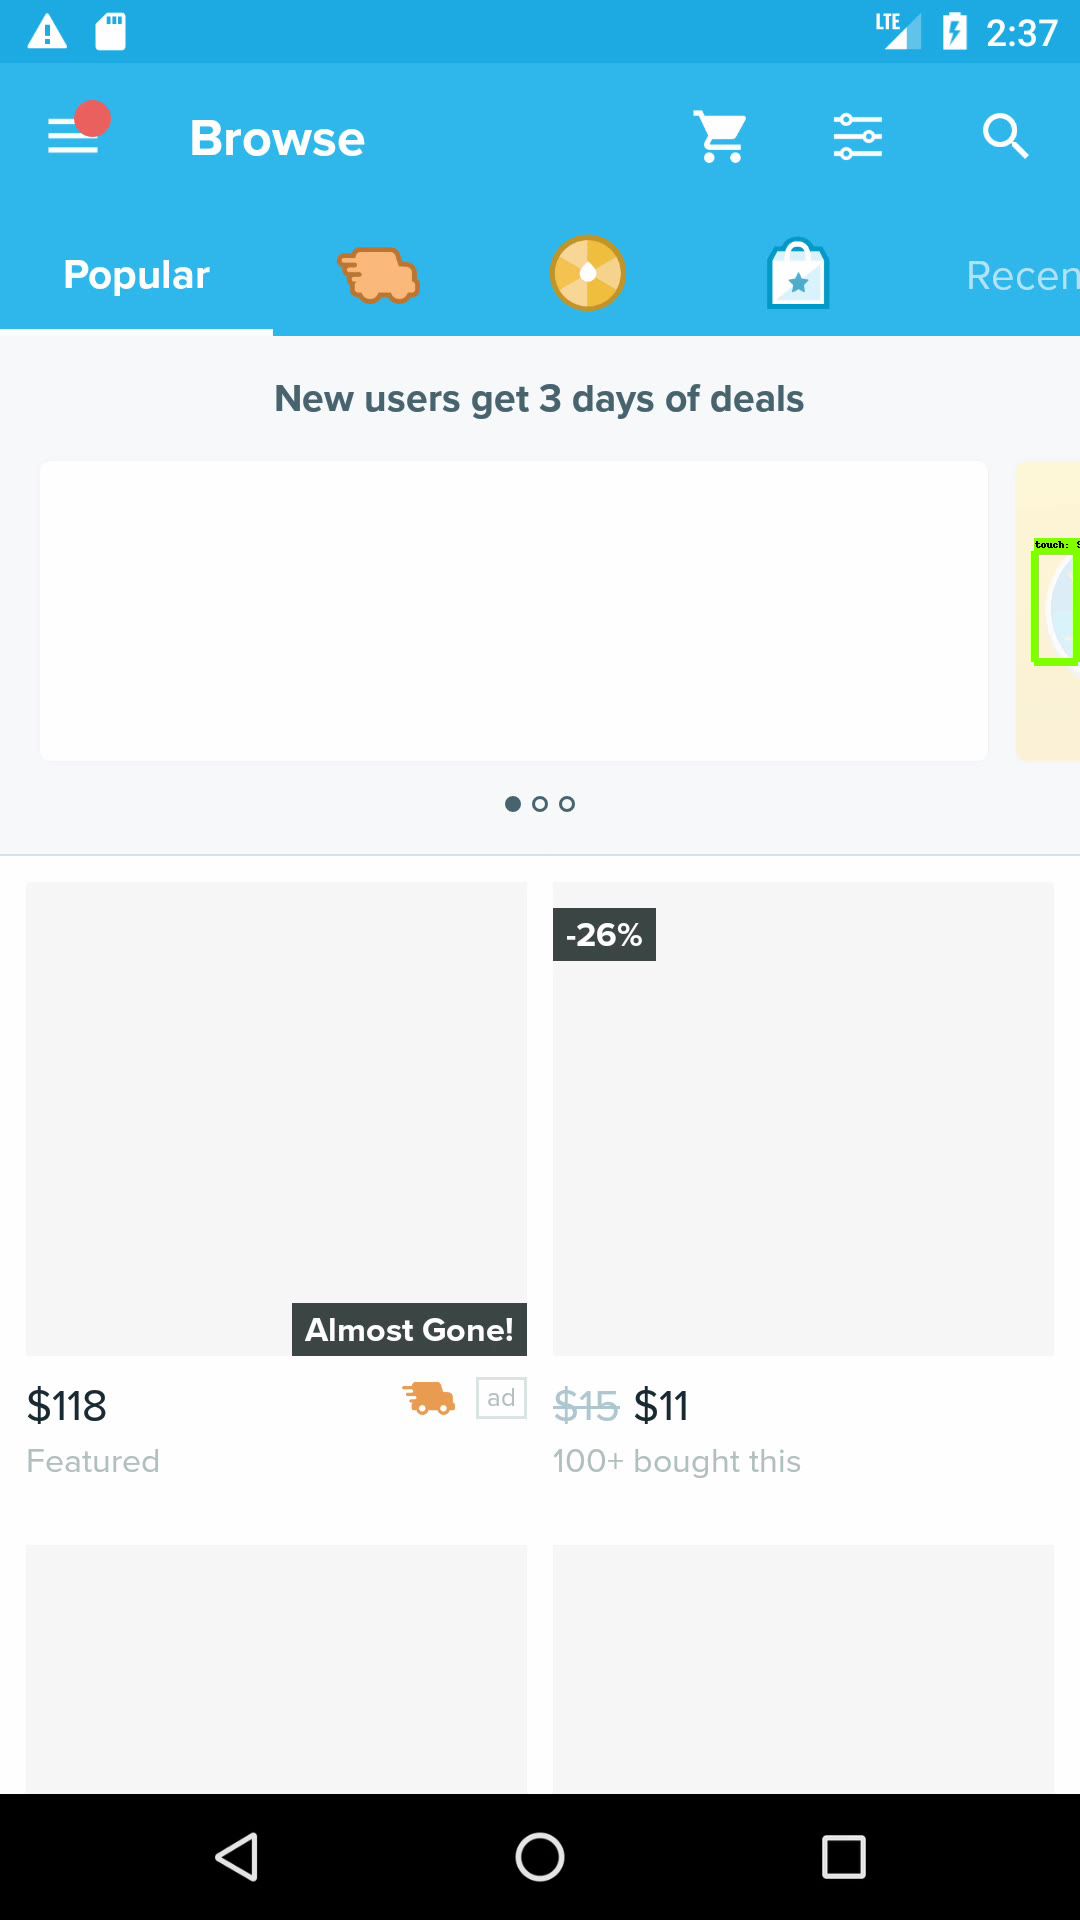 LTE 2:37
Browse
Popular Recen
New users get 3 days of deals
touch:
-26%
Almost Gone!
$118 ad $15 $11
Featured 100+ bought this